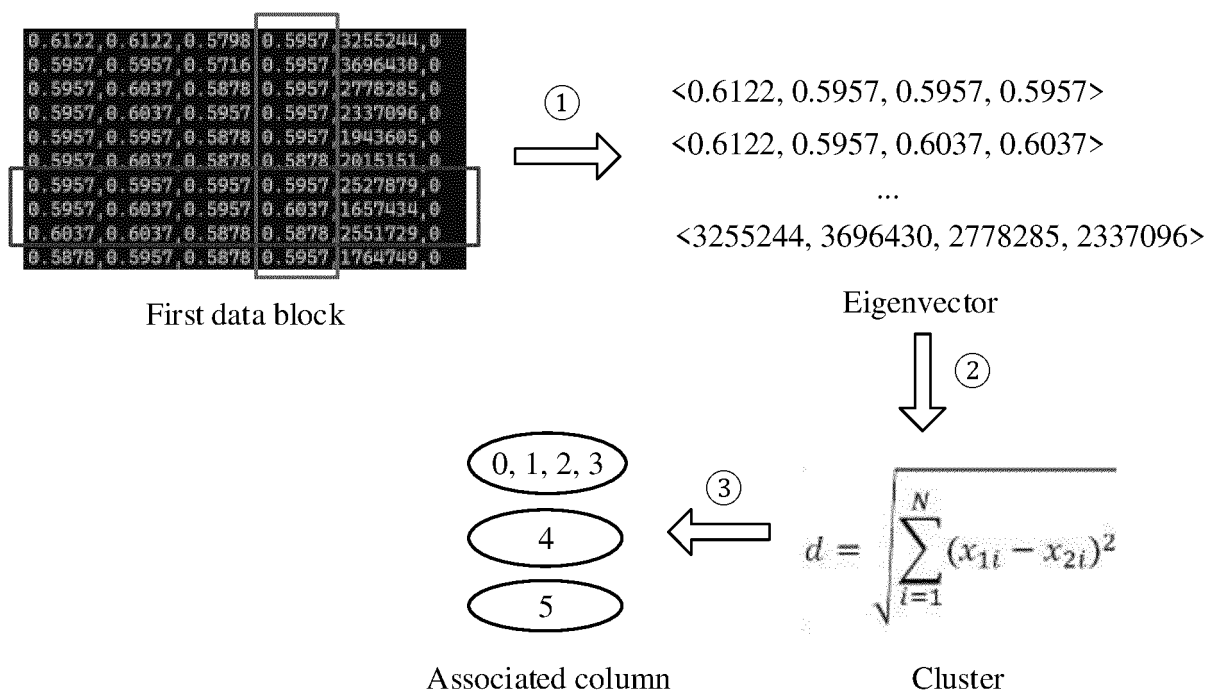 0.6122,0.6122,0.5798,0.5957,3255244,0
0.5957,0.5957,0.5716,0.5957,3696430,0
0.5957,0.6037,0.5878,0.5957,2778285,0
0.5957,0.6037,0.5878,0.5957,2337096,0
0.5957,0.5957,0.5878,0.5957,1943605,0
0.5957,0.6037,0.5878,0.5878,2015151,0
0.5957,0.5957,0.5957,0.5957,2527879,0
0.5957,0.6037,0.5957,0.6037,1657434,0
0.6037,0.6037,0.5878,0.5878,2551729,0
0.5878,0.5957,0.5878,0.5957,1764749,0
First data block
①
<0.6122, 0.5957, 0.5957, 0.5957>
<0.6122, 0.5957, 0.6037, 0.6037>
...
<3255244, 3696430, 2778285, 2337096>
Eigenvector
②
d = √∑_{i=1}^{N}(x_{1i} − x_{2i})^2
Cluster
③
0, 1, 2, 3
4
5
Associated column